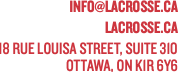 INFO@LACROSSE.CA
LACROSSE.CA
18 RUE LOUISA STREET, SUITE 310
OTTAWA, ON K1R 6Y6